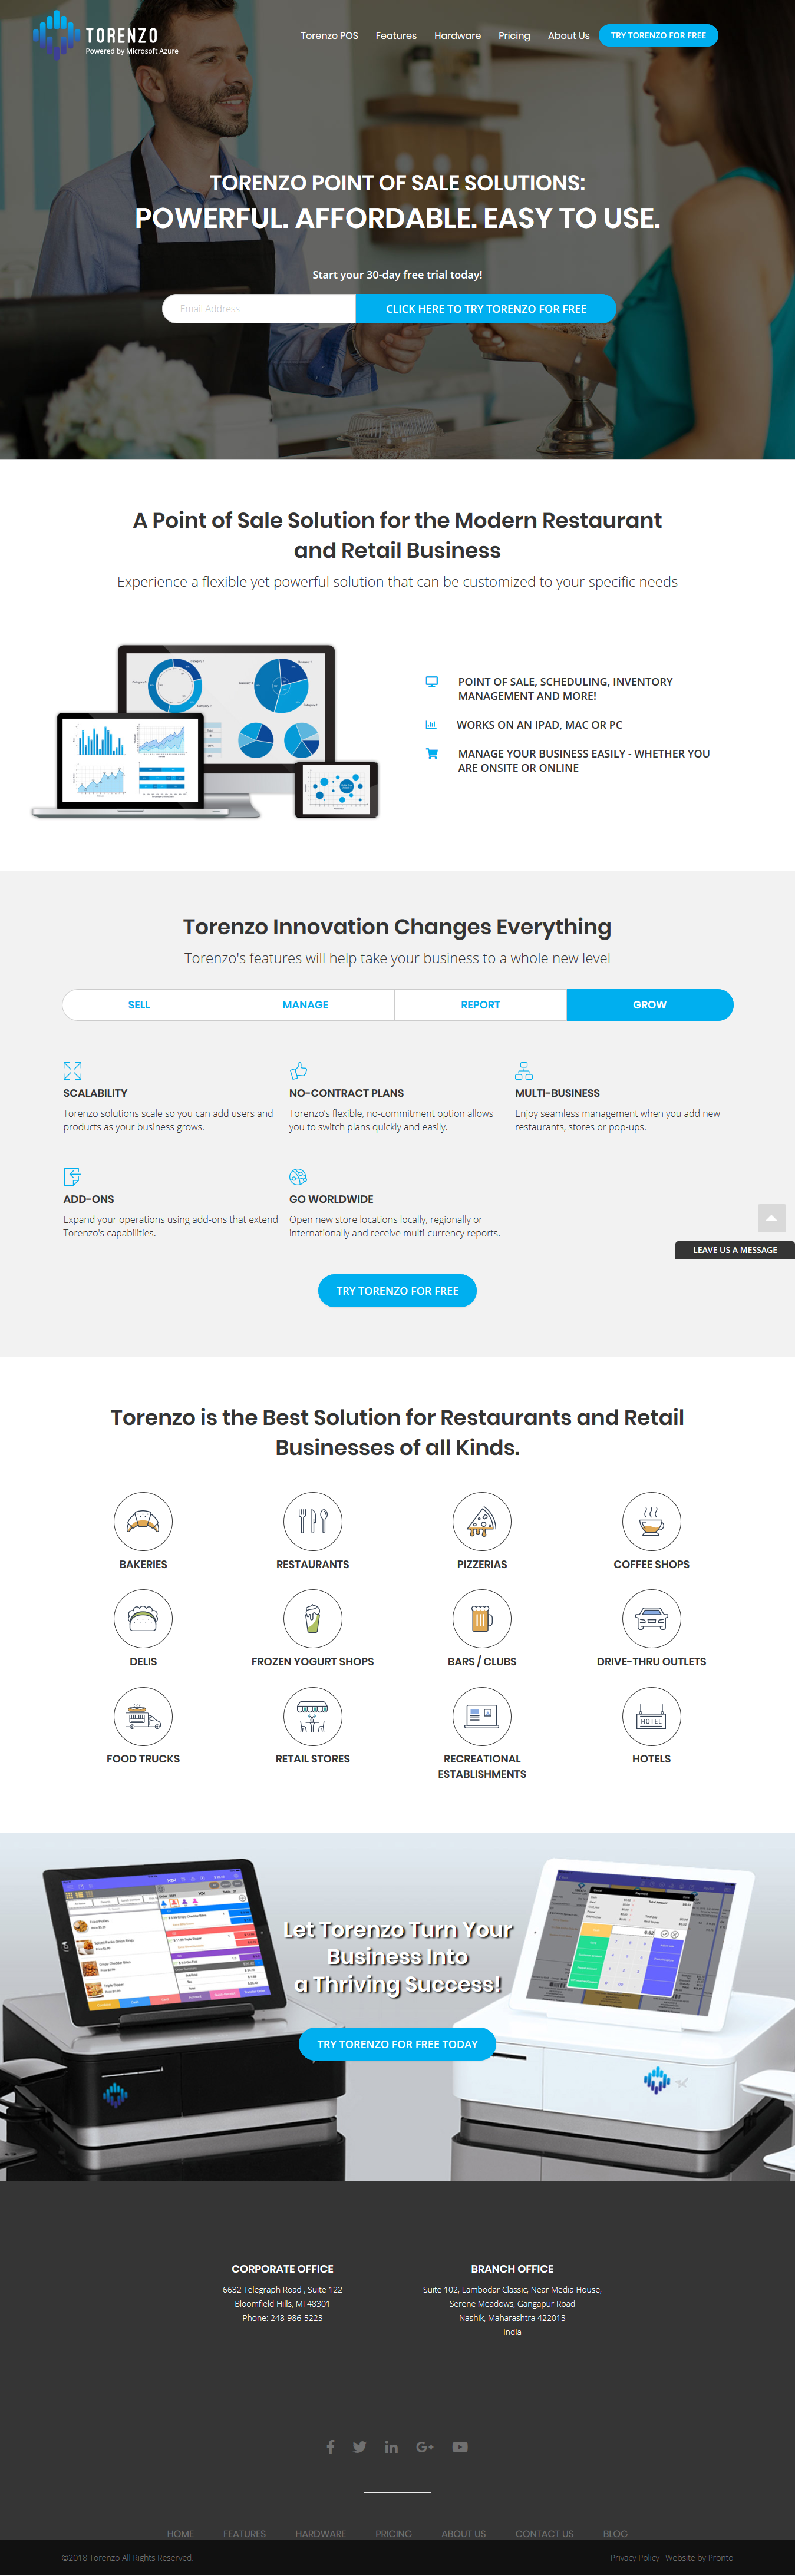 TORENZO
Powered by Microsoft Azure
Torenzo POS
Features
Hardware
Pricing
About Us
TRY TORENZO FOR FREE
TORENZO POINT OF SALE SOLUTIONS:
POWERFUL. AFFORDABLE. EASY TO USE.
Start your 30-day free trial today!
Email Address
CLICK HERE TO TRY TORENZO FOR FREE
A Point of Sale Solution for the Modern Restaurant
and Retail Business
Experience a flexible yet powerful solution that can be customized to your specific needs
POINT OF SALE, SCHEDULING, INVENTORY
MANAGEMENT AND MORE!
WORKS ON AN IPAD, MAC OR PC
MANAGE YOUR BUSINESS EASILY - WHETHER YOU
ARE ONSITE OR ONLINE
Torenzo Innovation Changes Everything
Torenzo's features will help take your business to a whole new level
SELL
MANAGE
REPORT
GROW
SCALABILITY
Torenzo solutions scale so you can add users and
products as your business grows.
NO-CONTRACT PLANS
Torenzo's flexible, no-commitment option allows
you to switch plans quickly and easily.
MULTI-BUSINESS
Enjoy seamless management when you add new
restaurants, stores or pop-ups.
ADD-ONS
Expand your operations using add-ons that extend
Torenzo's capabilities.
GO WORLDWIDE
Open new store locations locally, regionally or
internationally and receive multi-currency reports.
LEAVE US A MESSAGE
TRY TORENZO FOR FREE
Torenzo is the Best Solution for Restaurants and Retail
Businesses of all Kinds.
BAKERIES
RESTAURANTS
PIZZERIAS
COFFEE SHOPS
DELIS
FROZEN YOGURT SHOPS
BARS / CLUBS
DRIVE-THRU OUTLETS
HOTEL
FOOD TRUCKS
RETAIL STORES
RECREATIONAL
ESTABLISHMENTS
HOTELS
Let Torenzo Turn Your
Business Into
a Thriving Success!
TRY TORENZO FOR FREE TODAY
CORPORATE OFFICE
6632 Telegraph Road , Suite 122
Bloomfield Hills, MI 48301
Phone: 248-986-5223
BRANCH OFFICE
Suite 102, Lambodar Classic, Near Media House,
Serene Meadows, Gangapur Road
Nashik, Maharashtra 422013
India
HOME
FEATURES
HARDWARE
PRICING
ABOUT US
CONTACT US
BLOG
©2018 Torenzo All Rights Reserved.
Privacy Policy
Website by Pronto